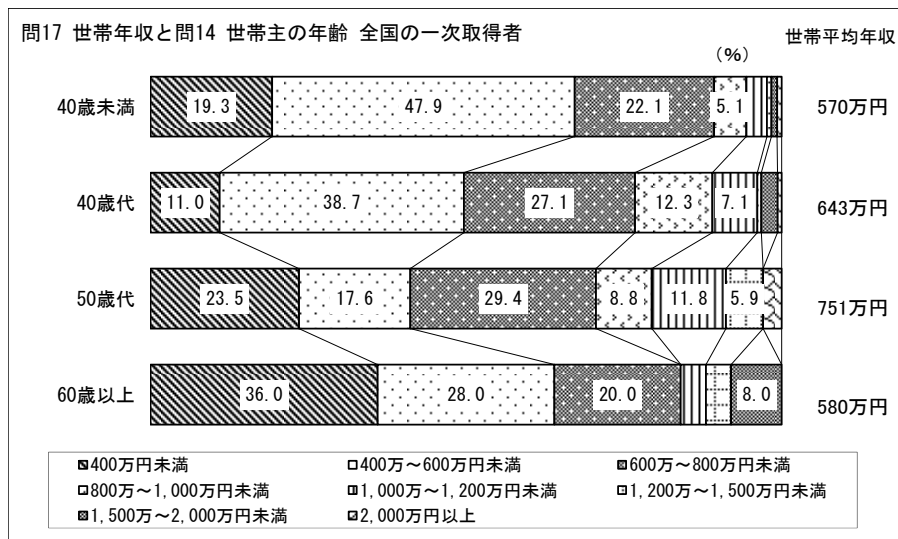 問17 世帯年収と問14 世帯主の年齢 全国の一次取得者
世帯平均年収
(%)
40歳未満 19.3 47.9 22.1 5.1 570万円
40歳代 11.0 38.7 27.1 12.3 7.1 643万円
50歳代 23.5 17.6 29.4 8.8 11.8 5.9 751万円
60歳以上 36.0 28.0 20.0 8.0 580万円
400万円未満 400万～600万円未満 600万～800万円未満
800万～1,000万円未満 1,000万～1,200万円未満 1,200万～1,500万円未満
1,500万～2,000万円未満 2,000万円以上